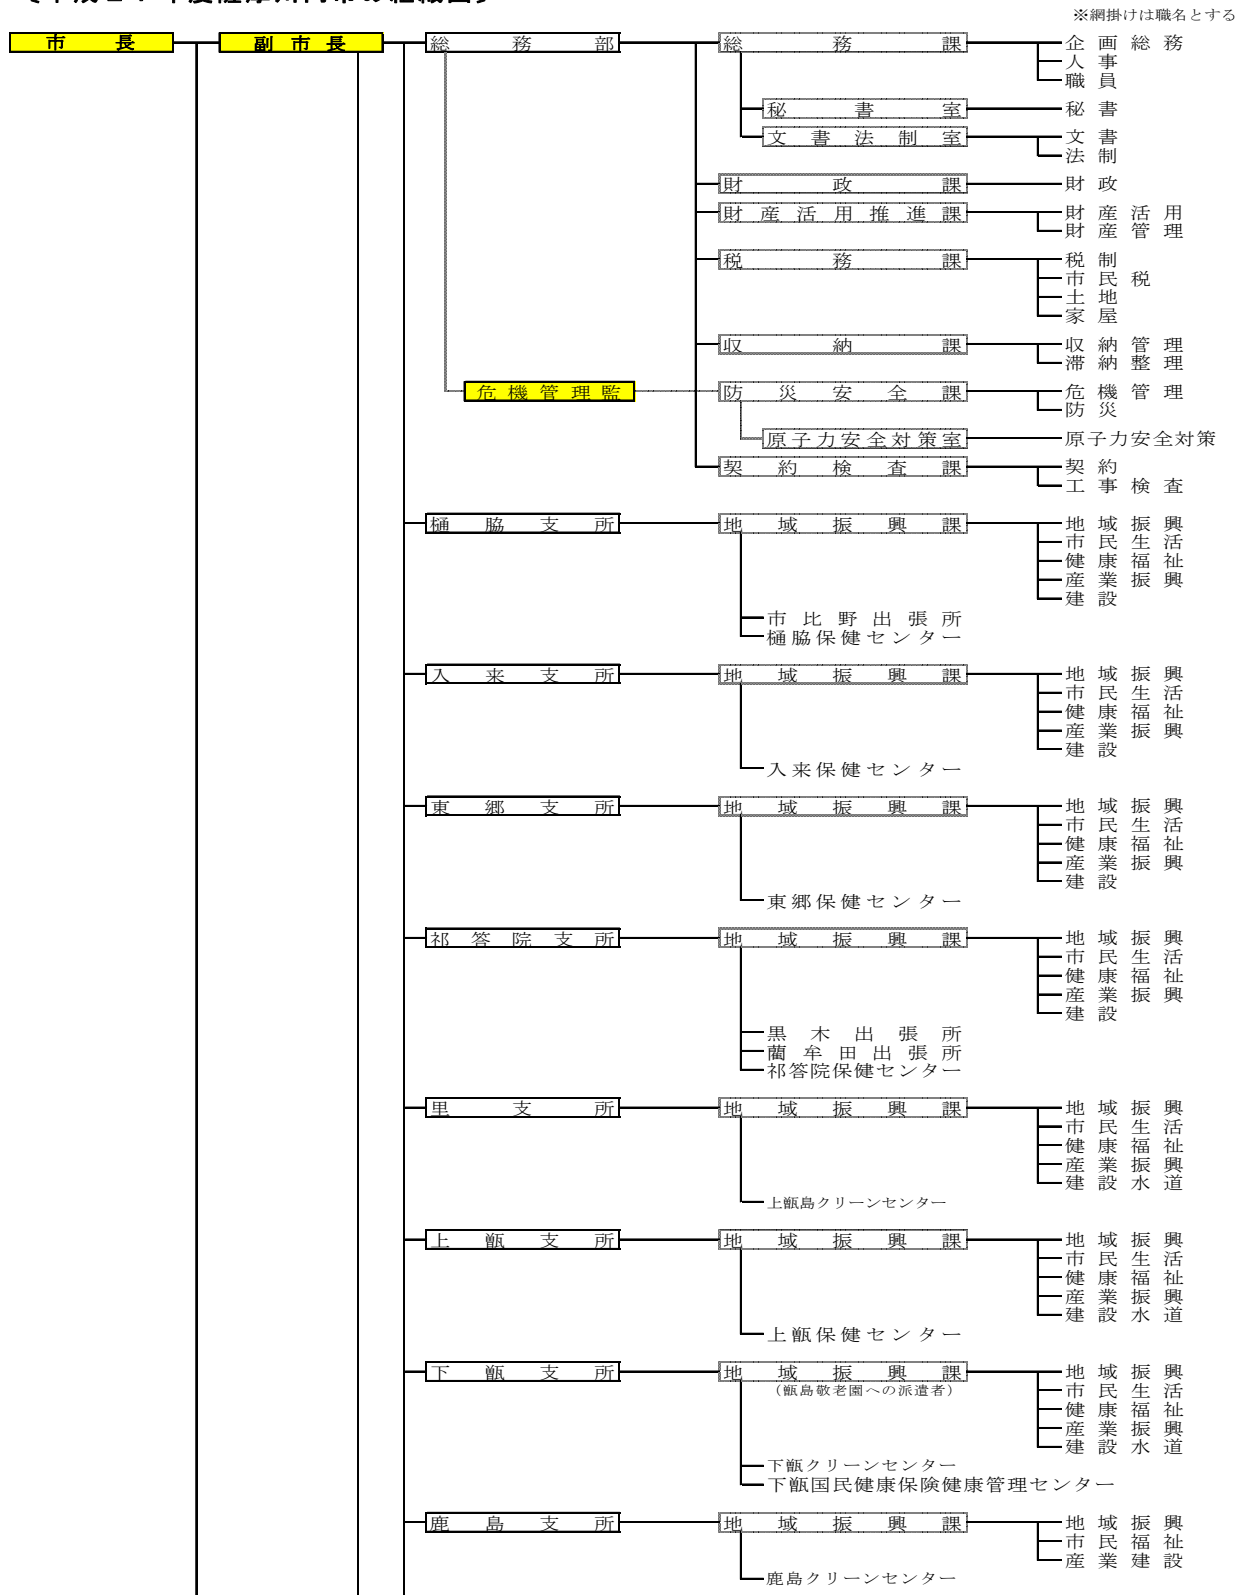 ※網掛けは職名とする
市長 副市長 総務部 総務課 企画総務
人事
職員
秘書室 秘書
文書法制室 文書
法制
財政課 財政
財産活用推進課 財産活用
財産管理
税務課 税制
市民税
土地
家屋
収納課 収納管理
滞納整理
危機管理監 防災安全課 危機管理
防災
原子力安全対策室 原子力安全対策
契約検査課 契約
工事検査
樋脇支所 地域振興課 地域振興
市民生活
健康福祉
産業振興
建設
市比野出張所
樋脇保健センター
入来支所 地域振興課 地域振興
市民生活
健康福祉
産業振興
建設
入来保健センター
東郷支所 地域振興課 地域振興
市民生活
健康福祉
産業振興
建設
東郷保健センター
祁答院支所 地域振興課 地域振興
市民生活
健康福祉
産業振興
建設
黒木出張所
藺牟田出張所
祁答院保健センター
里支所 地域振興課 地域振興
市民生活
健康福祉
産業振興
建設水道
上甑島クリーンセンター
上甑支所 地域振興課 地域振興
市民生活
健康福祉
産業振興
建設水道
上甑保健センター
下甑支所 地域振興課 地域振興
(甑島敬老園への派遣者) 市民生活
健康福祉
産業振興
建設水道
下甑クリーンセンター
下甑国民健康保険健康管理センター
鹿島支所 地域振興課 地域振興
市民福祉
産業建設
鹿島クリーンセンター